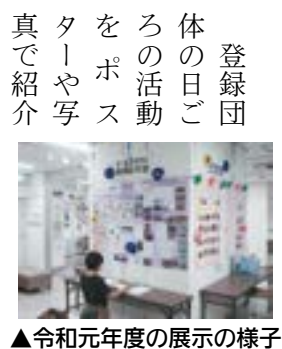 登録団
体の日ご
ろの活動
をポス
ターや写
真で紹介
▲令和元年度の展示の様子